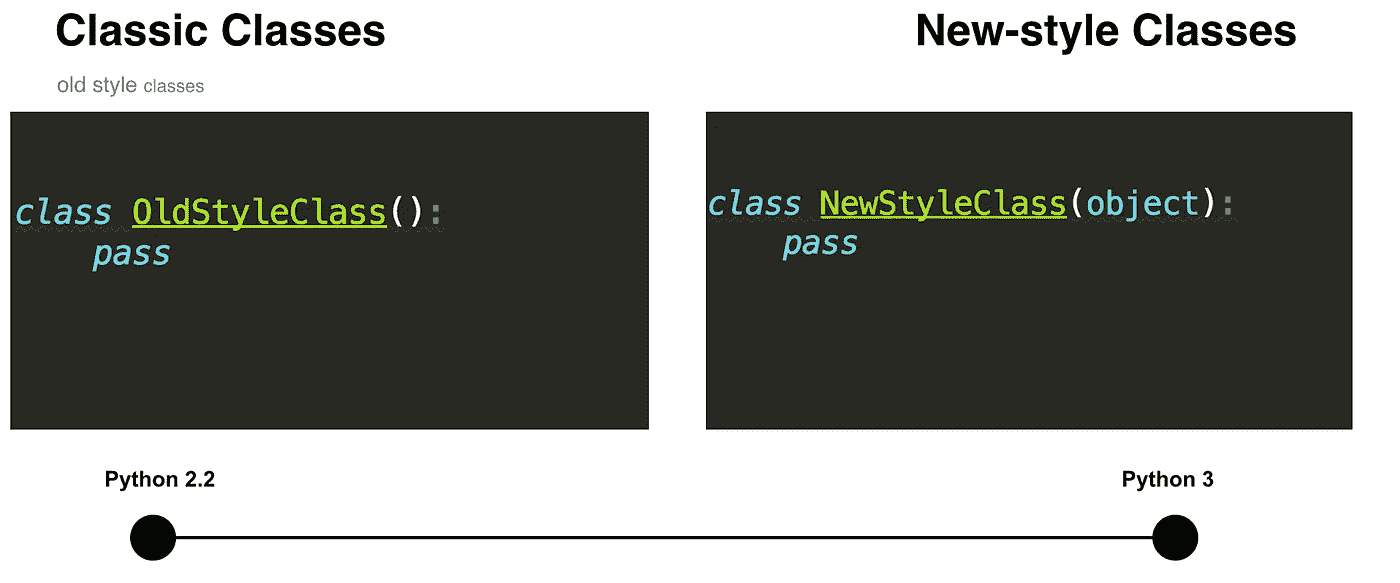 Classic Classes
old style classes
class OldStyleClass():
    pass
New-style Classes
class NewStyleClass(object):
    pass
Python 2.2
Python 3